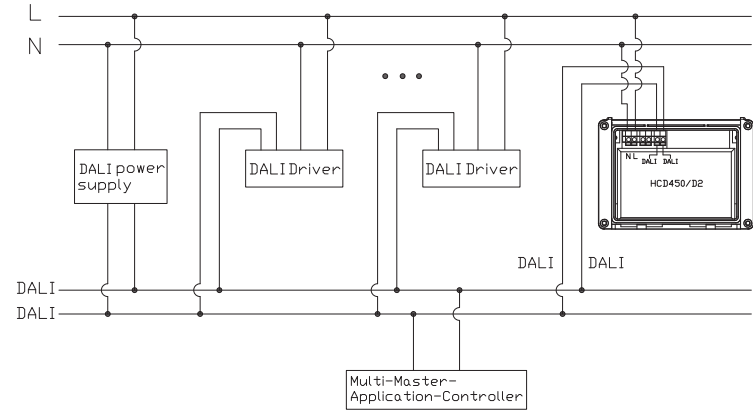 L
N
DALI power
supply
DALI Driver
DALI Driver
N L
DALI DALI
HCD450/D2
DALI DALI
DALI
DALI
Multi-Master-
Application-Controller